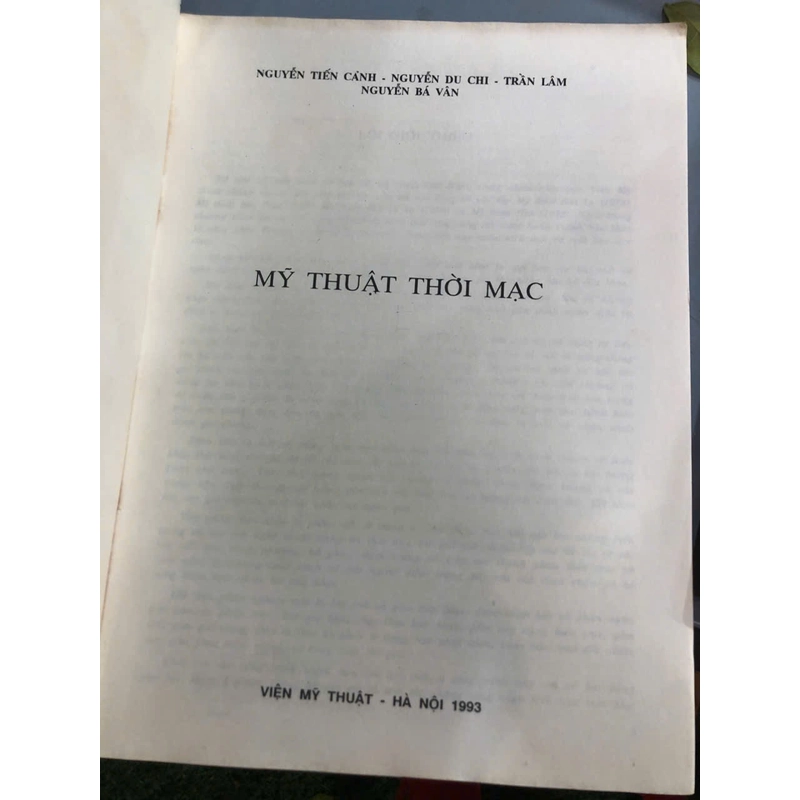 NGUYỄN TIẾN CẢNH - NGUYỄN DU CHI - TRẦN LÂM
NGUYỄN BÁ VÂN
MỸ THUẬT THỜI MẠC
VIỆN MỸ THUẬT - HÀ NỘI 1993